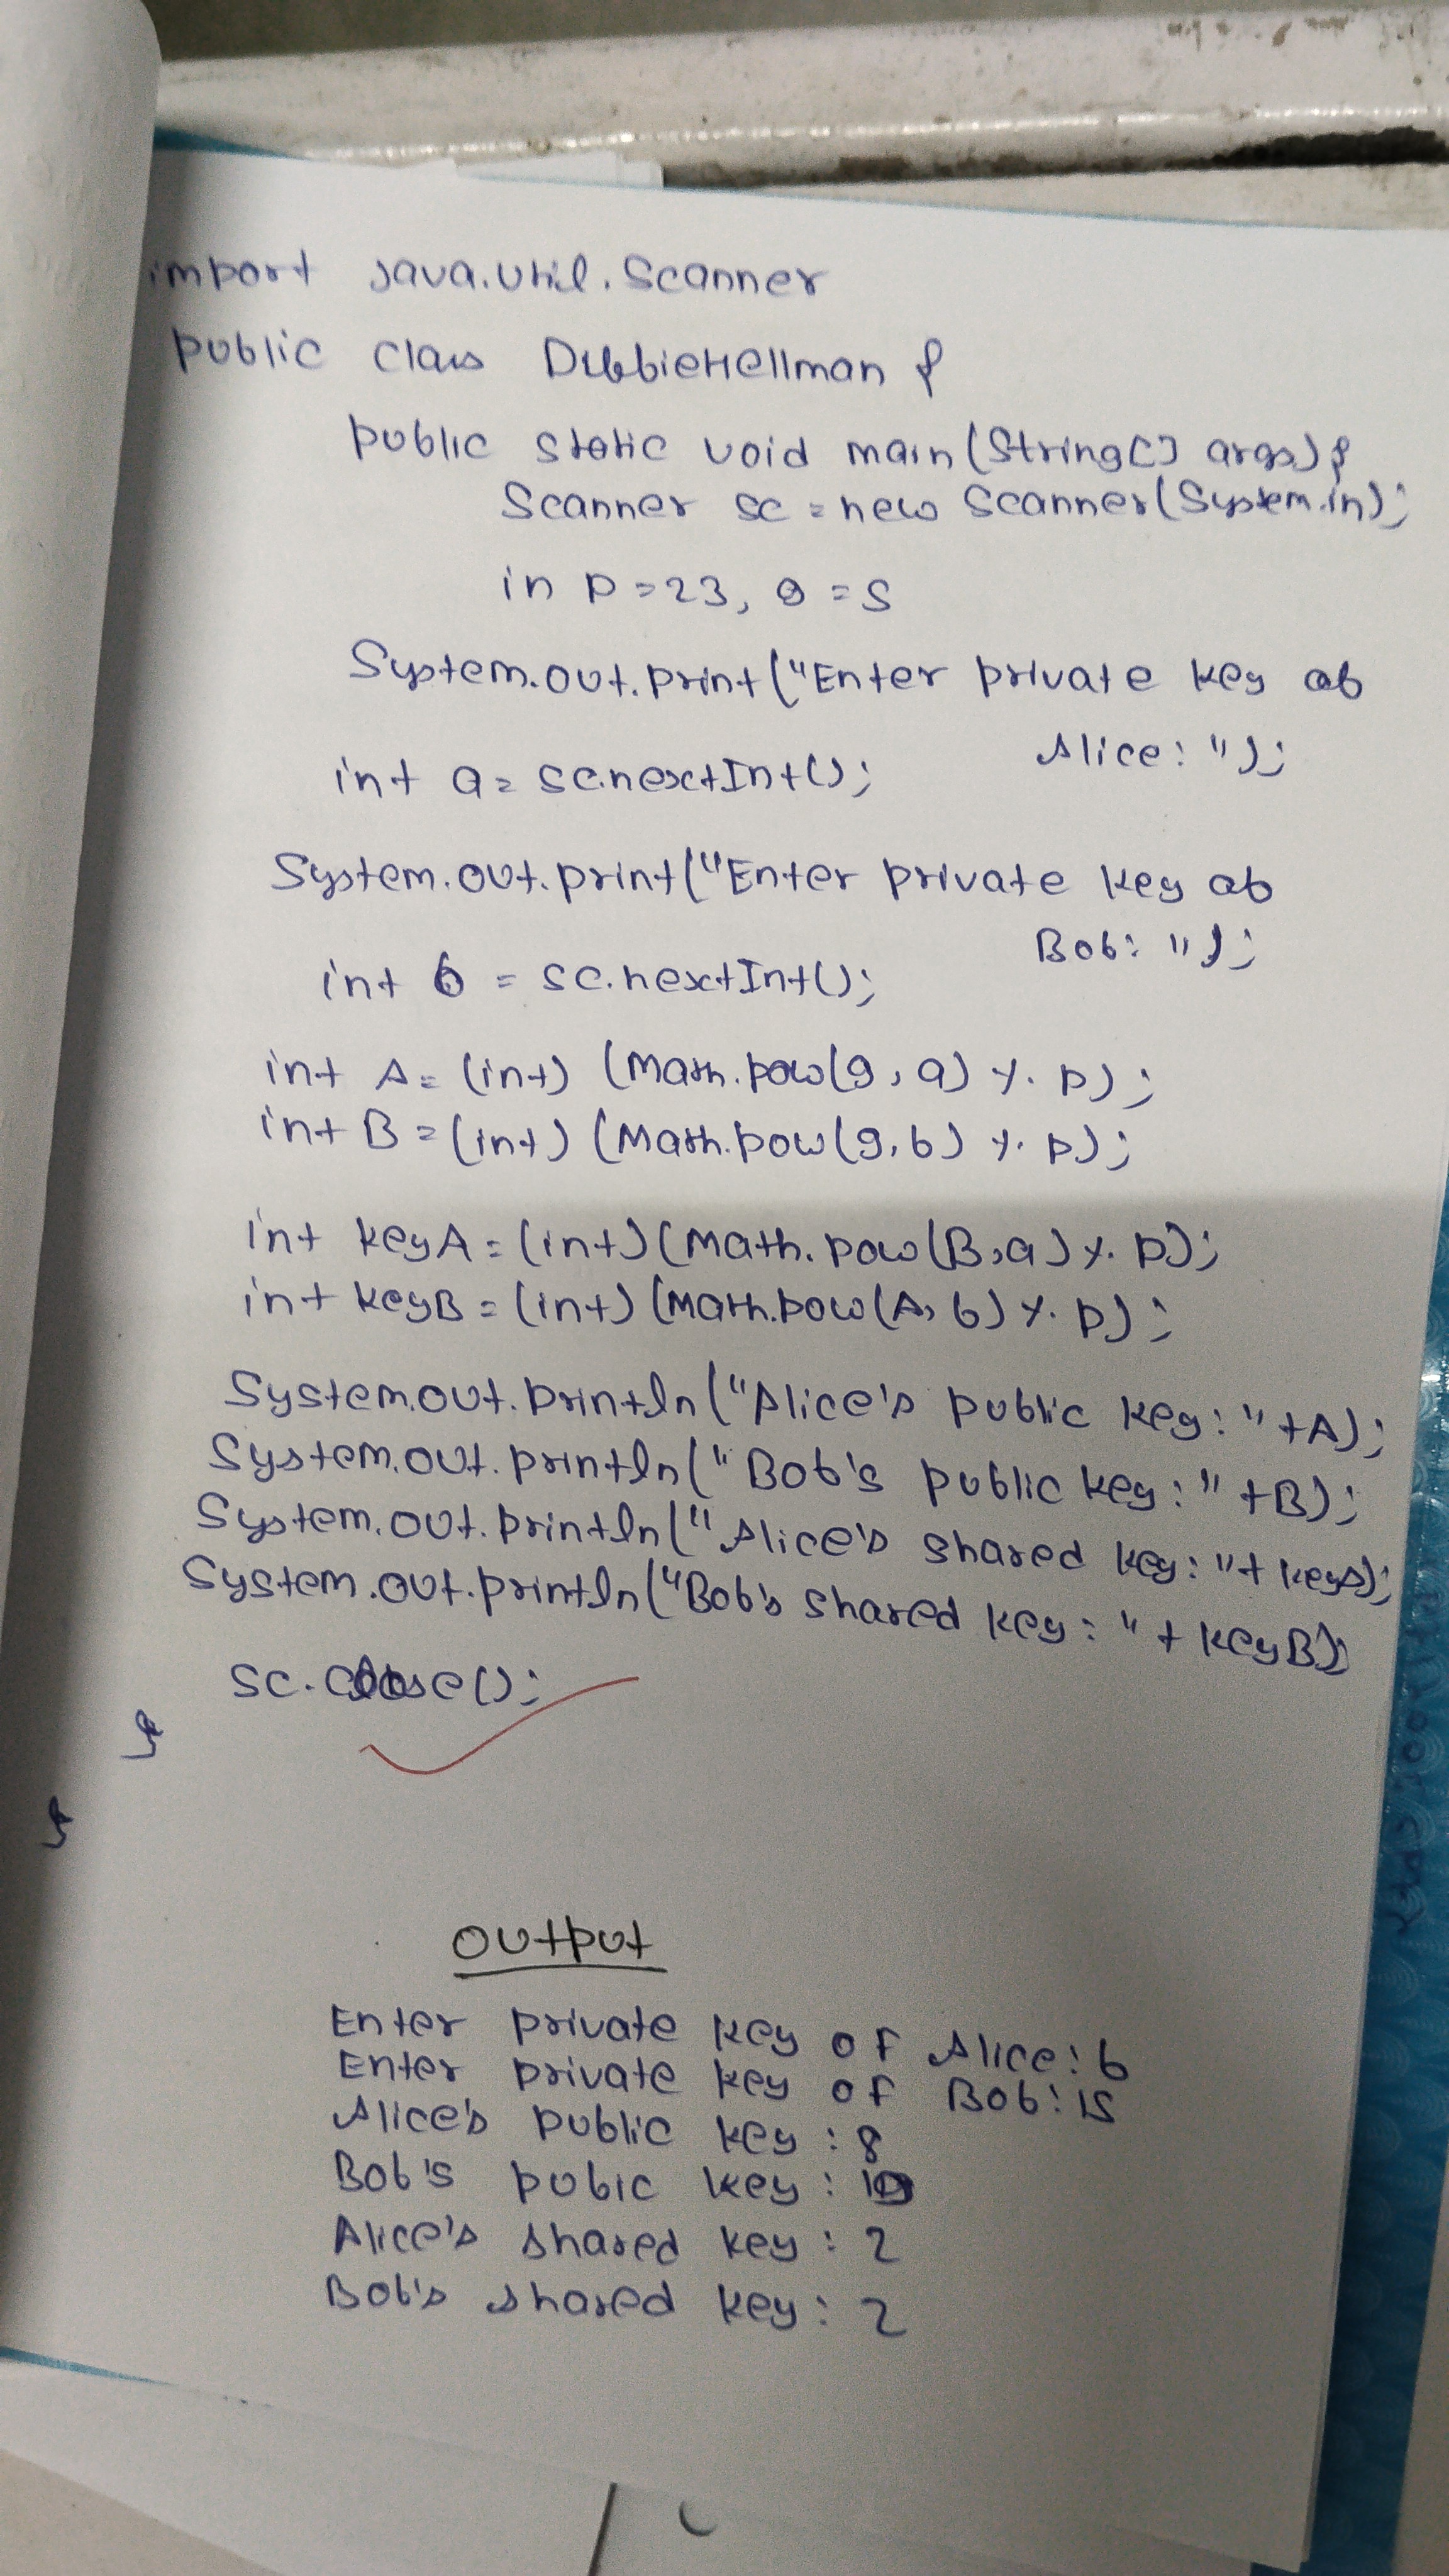 import java.util.Scanner
public class DiffieHellman {
public static void main(String[] args){
Scanner sc = new Scanner(System.in);
in p = 23, g = 5
System.out.print("Enter private key of
Alice: ");
int a = sc.nextInt();
System.out.print("Enter private key of
Bob: ");
int b = sc.nextInt();
int A = (int) (Math.pow(g, a) % p);
int B = (int) (Math.pow(g, b) % p);
int keyA = (int) (Math.pow(B, a) % p);
int keyB = (int) (Math.pow(A, b) % p);
System.out.println("Alice's public key: " +A);
System.out.println("Bob's public key: " +B);
System.out.println("Alice's shared key: "+ keyA);
System.out.println("Bob's shared key: " + keyB);
sc.close();
}
}
OUtput
Enter private key of Alice: 6
Enter private key of Bob: 15
Alice's public key : 8
Bob's pubic key :
Alice's shared key : 2
Bob's shared key : 2